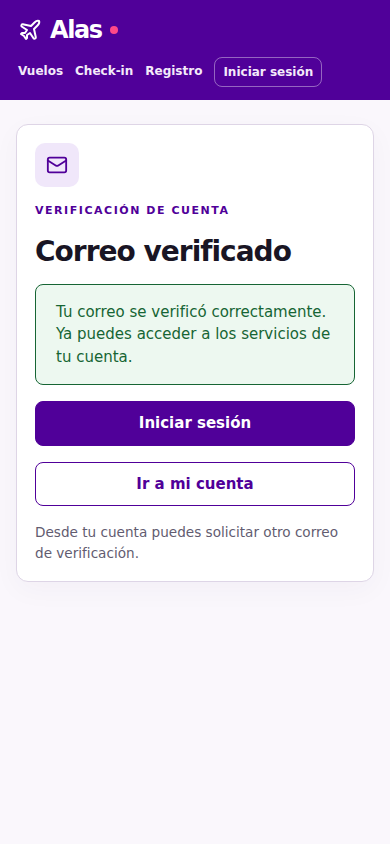 Alas
Vuelos Check-in Registro Iniciar sesión
VERIFICACIÓN DE CUENTA
Correo verificado
Tu correo se verificó correctamente.
Ya puedes acceder a los servicios de
tu cuenta.
Iniciar sesión
Ir a mi cuenta
Desde tu cuenta puedes solicitar otro correo
de verificación.